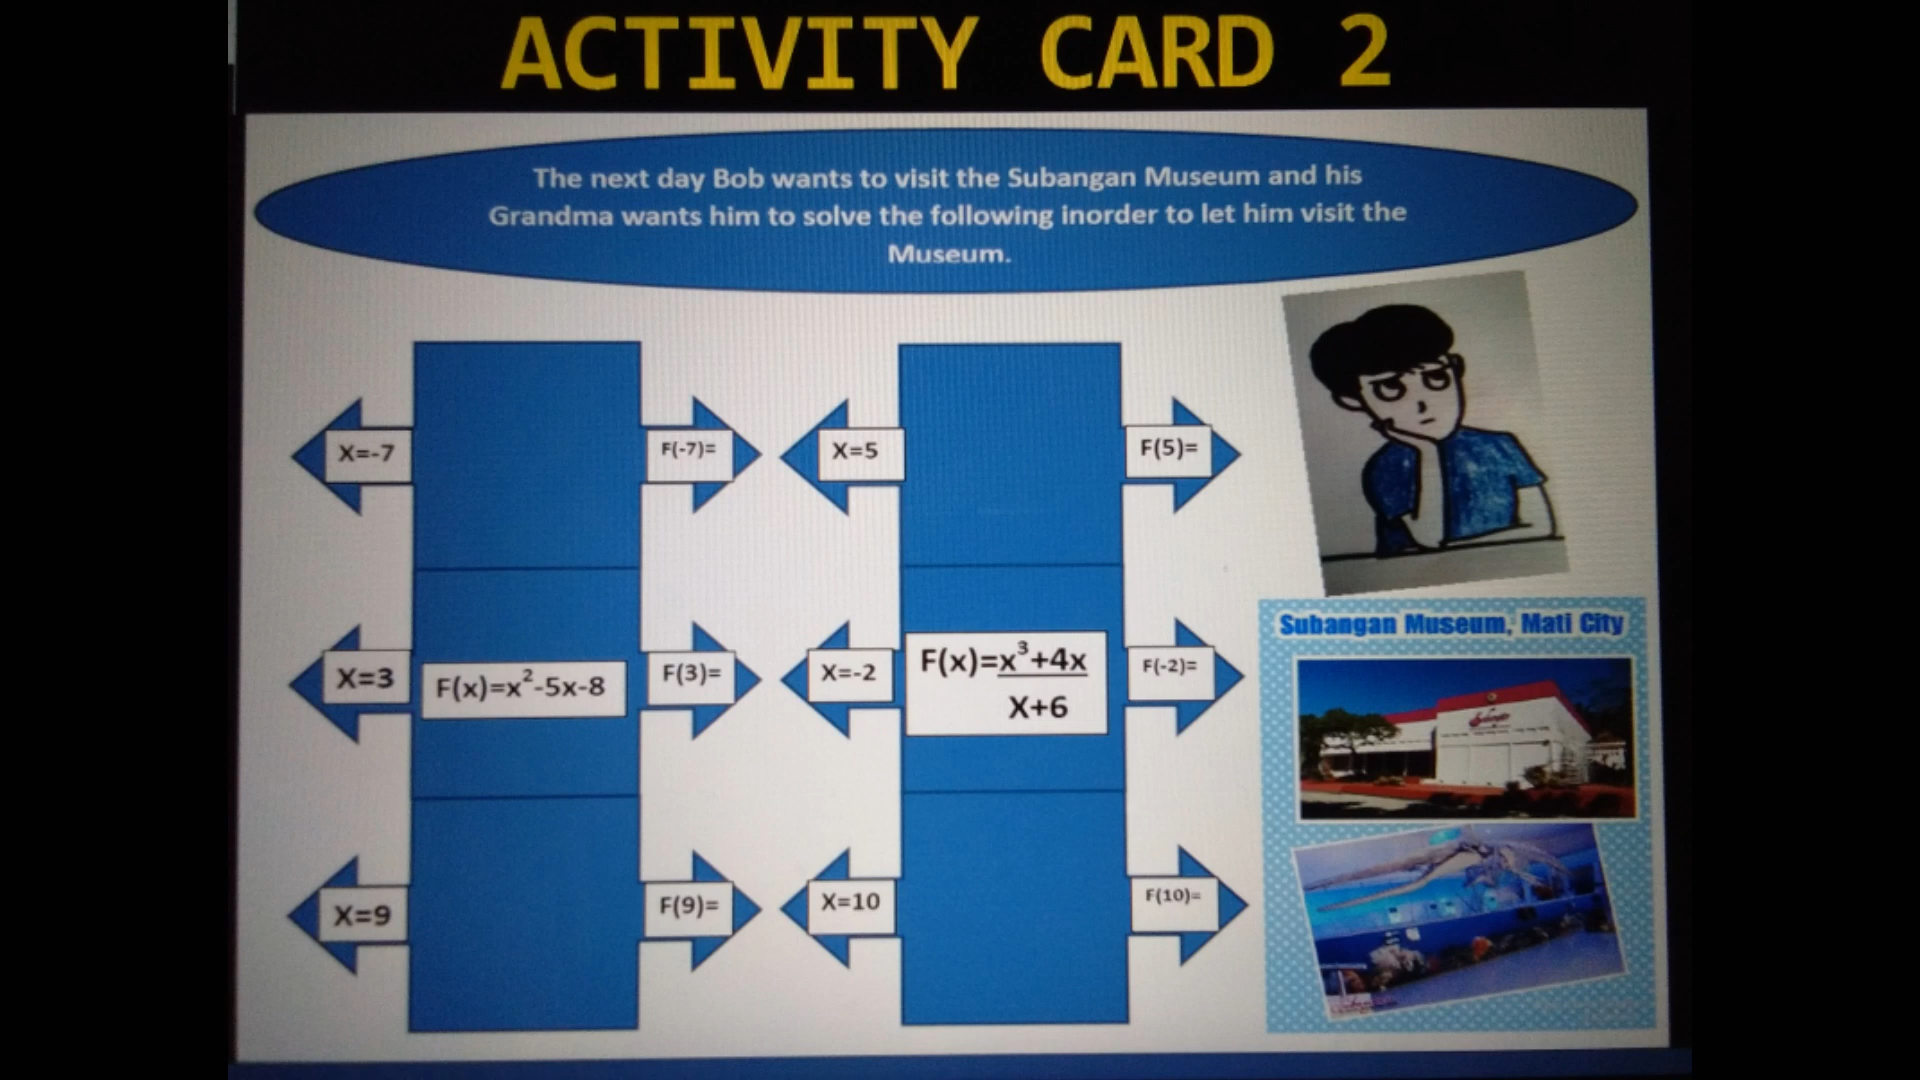 ACTIVITY CARD 2
The next day Bob wants to visit the Subangan Museum and his
Grandma wants him to solve the following inorder to let him visit the
Museum.
X=-7
F(-7)=
X=5
F(5)=
X=3
F(x)=x²-5x-8
F(3)=
X=-2
F(x)=x³+4x
X+6
F(-2)=
X=9
F(9)=
X=10
F(10)=
Subangan Museum, Mati City